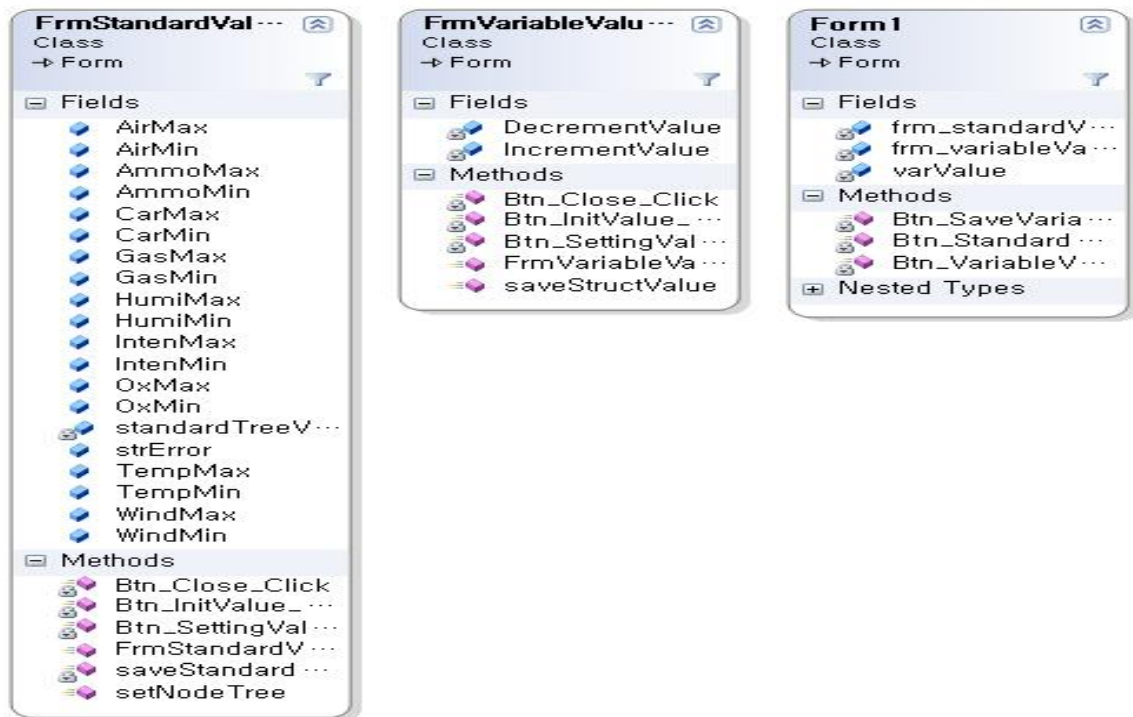 FrmStandardVal...
Class
Form
Fields
AirMax
AirMin
AmmoMax
AmmoMin
CarMax
CarMin
GasMax
GasMin
HumiMax
HumiMin
IntenMax
IntenMin
OxMax
OxMin
standardTreeV...
strError
TempMax
TempMin
WindMax
WindMin
Methods
Btn_Close_Click
Btn_InitValue_...
Btn_SettingVal...
FrmStandardV...
saveStandard...
setNodeTree
FrmVariableValu...
Class
Form
Fields
DecrementValue
IncrementValue
Methods
Btn_Close_Click
Btn_InitValue_...
Btn_SettingVal...
FrmVariableVa...
saveStructValue
Form1
Class
Form
Fields
frm_standardV...
frm_variableVa...
varValue
Methods
Btn_SaveVaria...
Btn_Standard...
Btn_VariableV...
Nested Types